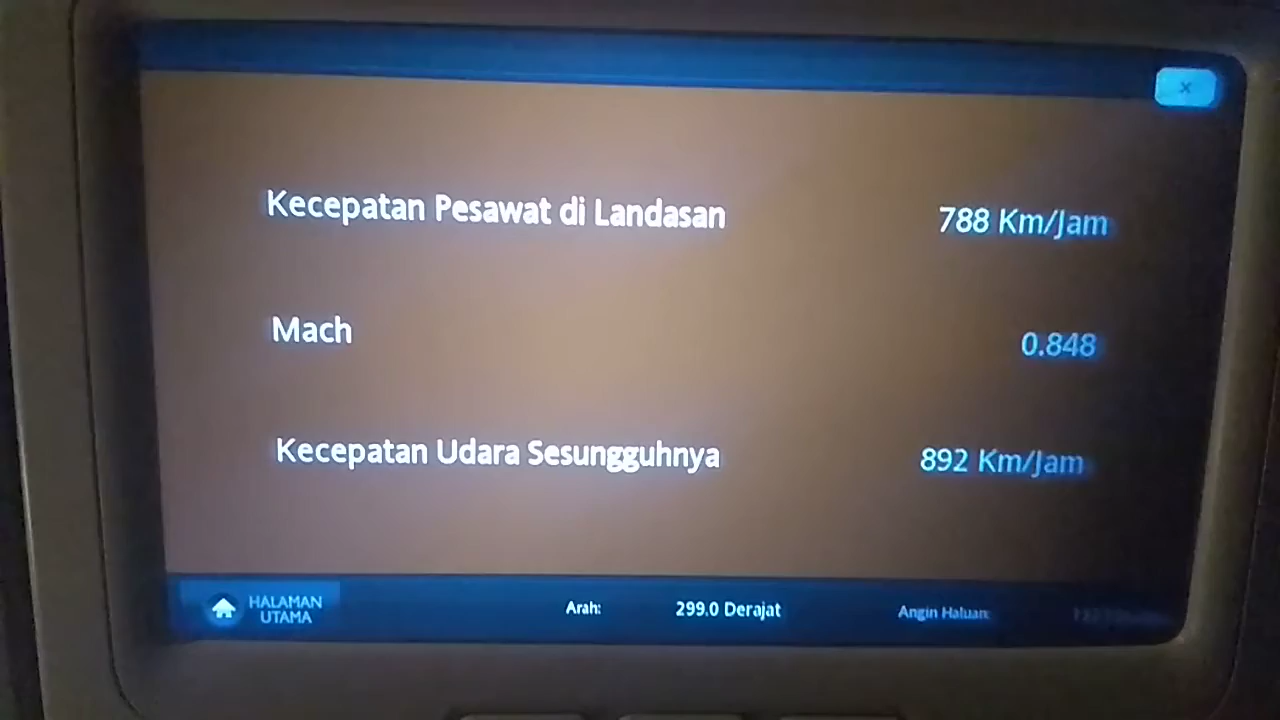 Kecepatan Pesawat di Landasan 788 Km/Jam
Mach 0.848
Kecepatan Udara Sesungguhnya 892 Km/Jam
HALAMAN UTAMA
Arah: 299.0 Derajat Angin Haluan: